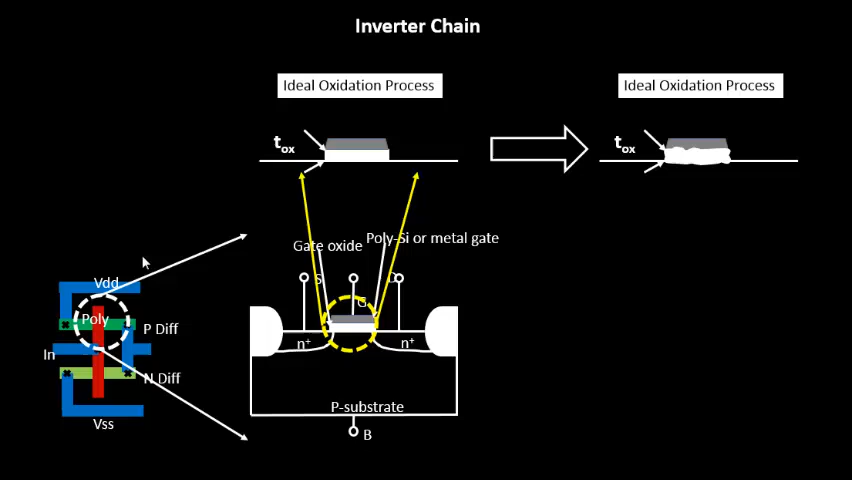 Inverter Chain
Ideal Oxidation Process
Ideal Oxidation Process
tox
tox
Gate oxide
Poly-Si or metal gate
S
D
G
Vdd
Poly
P Diff
In
N Diff
Vss
n+
n+
P-substrate
B